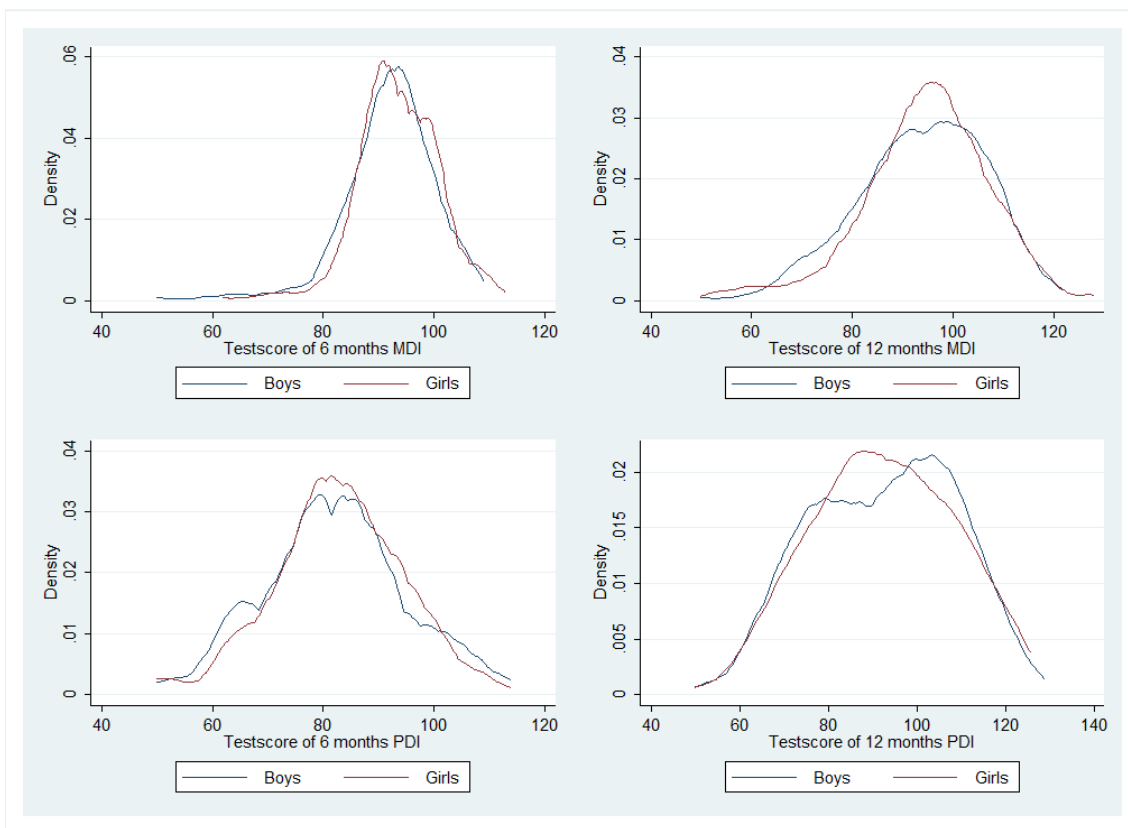 Density
0
.02
.04
.06
40 60 80 100 120
Testscore of 6 months MDI
Boys Girls
Density
0
.01
.02
.03
.04
40 60 80 100 120
Testscore of 12 months MDI
Boys Girls
Density
0
.01
.02
.03
.04
40 60 80 100 120
Testscore of 6 months PDI
Boys Girls
Density
0
.005
.01
.015
.02
40 60 80 100 120 140
Testscore of 12 months PDI
Boys Girls